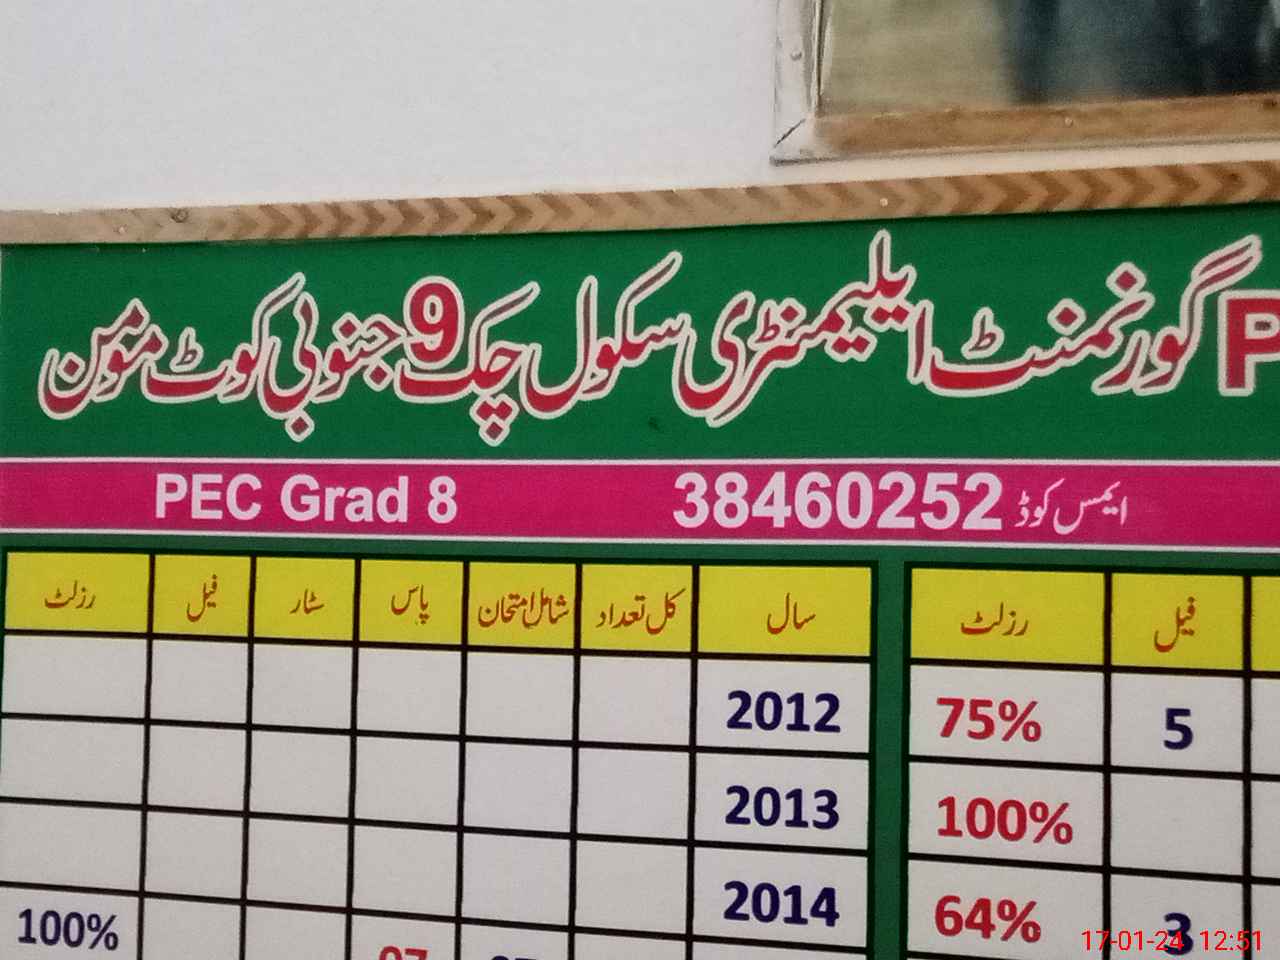 گورنمنٹ ایلیمنٹری سکول چک 9 جنوبی کوٹ مومن
ایمس کوڈ 38460252 PEC Grad 8
فیل رزلٹ سال کل تعداد شامل امتحان پاس سٹار فیل رزلٹ
5 75% 2012
100% 2013
3 64% 2014
100%
17-01-24 12:51